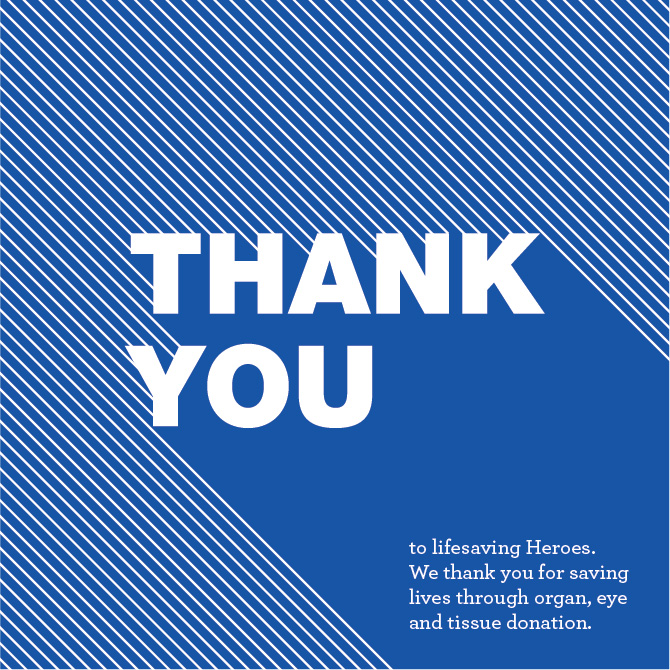 THANK
YOU
to lifesaving Heroes.
We thank you for saving
lives through organ, eye
and tissue donation.